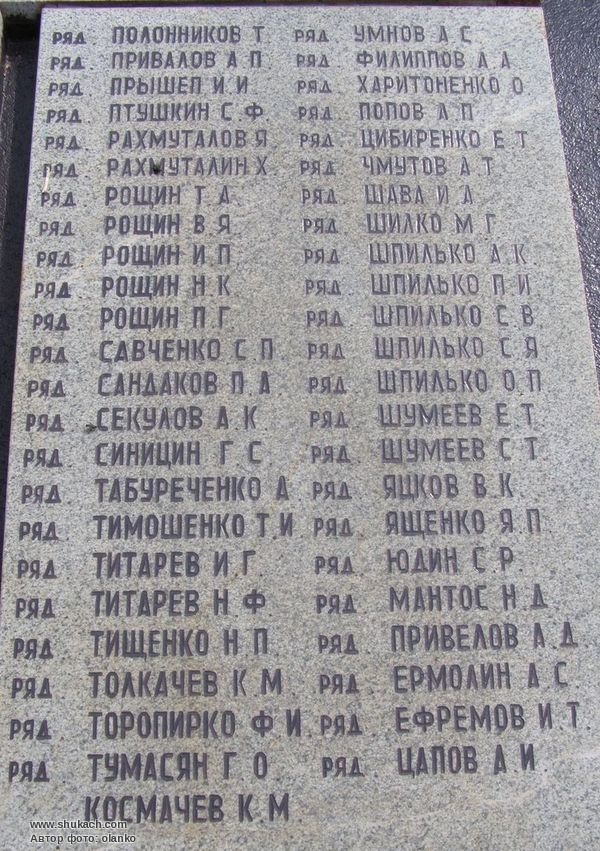 ряд. ПОЛОННИКОВ Т.
ряд. ПРИВАЛОВ А.П.
ряд. ПРЫШЕП И.И.
ряд. ПТУШКИН С.Ф.
ряд. РАХМУТАЛОВ Я.
ряд. РАХМУТАЛИН Х.
ряд. РОЩИН Т.А.
ряд. РОЩИН В.Я.
ряд. РОЩИН И.П.
ряд. РОЩИН Н.К.
ряд. РОЩИН П.Г.
ряд. САВЧЕНКО С.П.
ряд. САНДАКОВ П.А.
ряд. СЕКУЛОВ А.К.
ряд. СИНИЦИН Г.С.
ряд. ТАБУРЕЧЕНКО А.
ряд. ТИМОШЕНКО Т.И.
ряд. ТИТАРЕВ И.Г.
ряд. ТИТАРЕВ Н.Ф.
ряд. ТИЩЕНКО Н.П.
ряд. ТОЛКАЧЕВ К.М.
ряд. ТОРОПИРКО Ф.И.
ряд. ТУМАСЯН Г.О.
КОСМАЧЕВ К.М.
ряд. УМНОВ А.С.
ряд. ФИЛИППОВ А.А.
ряд. ХАРИТОНЕНКО О.
ряд. ПОПОВ А.П.
ряд. ЦИБИРЕНКО Е.Т.
ряд. ЧМУТОВ А.Т.
ряд. ШАВА И.А.
ряд. ШИЛКО М.Г.
ряд. ШПИЛЬКО А.К.
ряд. ШПИЛЬКО П.И.
ряд. ШПИЛЬКО С.В.
ряд. ШПИЛЬКО С.Я.
ряд. ШПИЛЬКО О.П.
ряд. ШУМЕЕВ Е.Т.
ряд. ШУМЕЕВ С.Т.
ряд. ЯЦКОВ В.К.
ряд. ЯЩЕНКО Я.П.
ряд. ЮДИН С.Р.
ряд. МАНТОС Н.Д.
ряд. ПРИВЕЛОВ А.Д.
ряд. ЕРМОЛИН А.С.
ряд. ЕФРЕМОВ И.Т.
ряд. ЦАПОВ А.И.
www.shukach.com
Автор фото: olanko